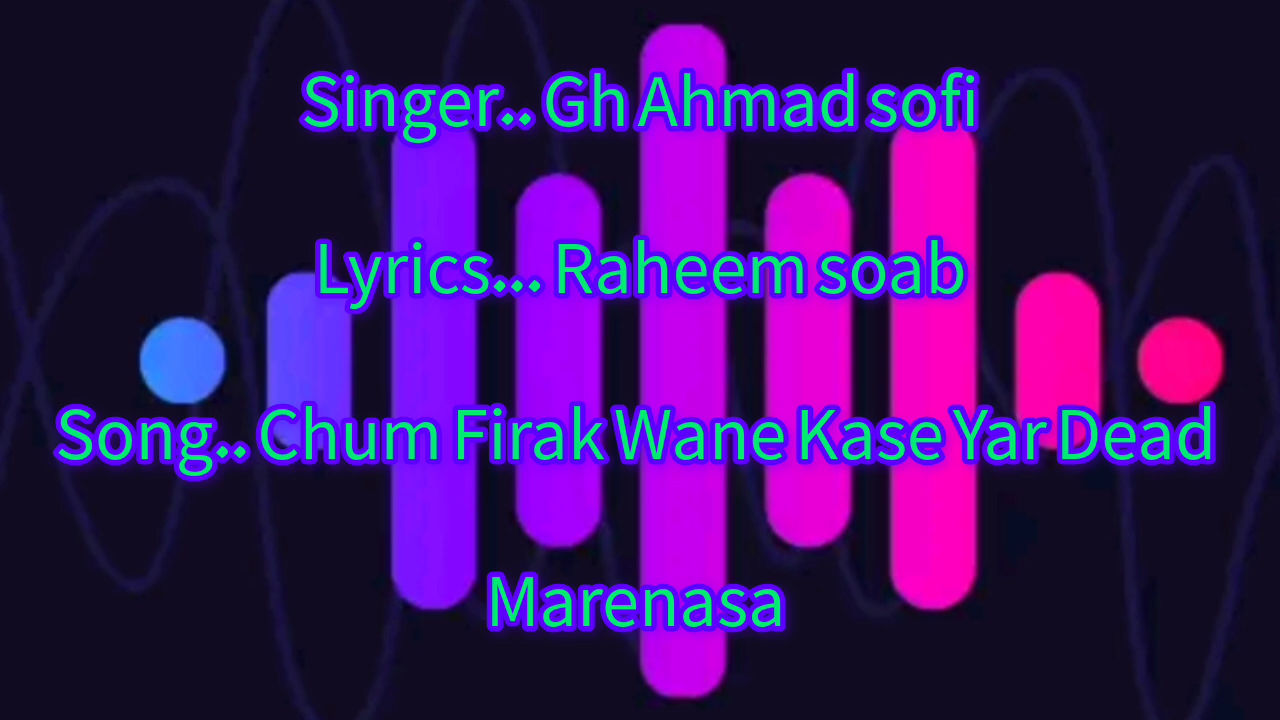 Singer.. Gh Ahmad sofi
Lyrics... Raheem soab
Song.. Chum Firak Wane Kase Yar Dead
Marenasa